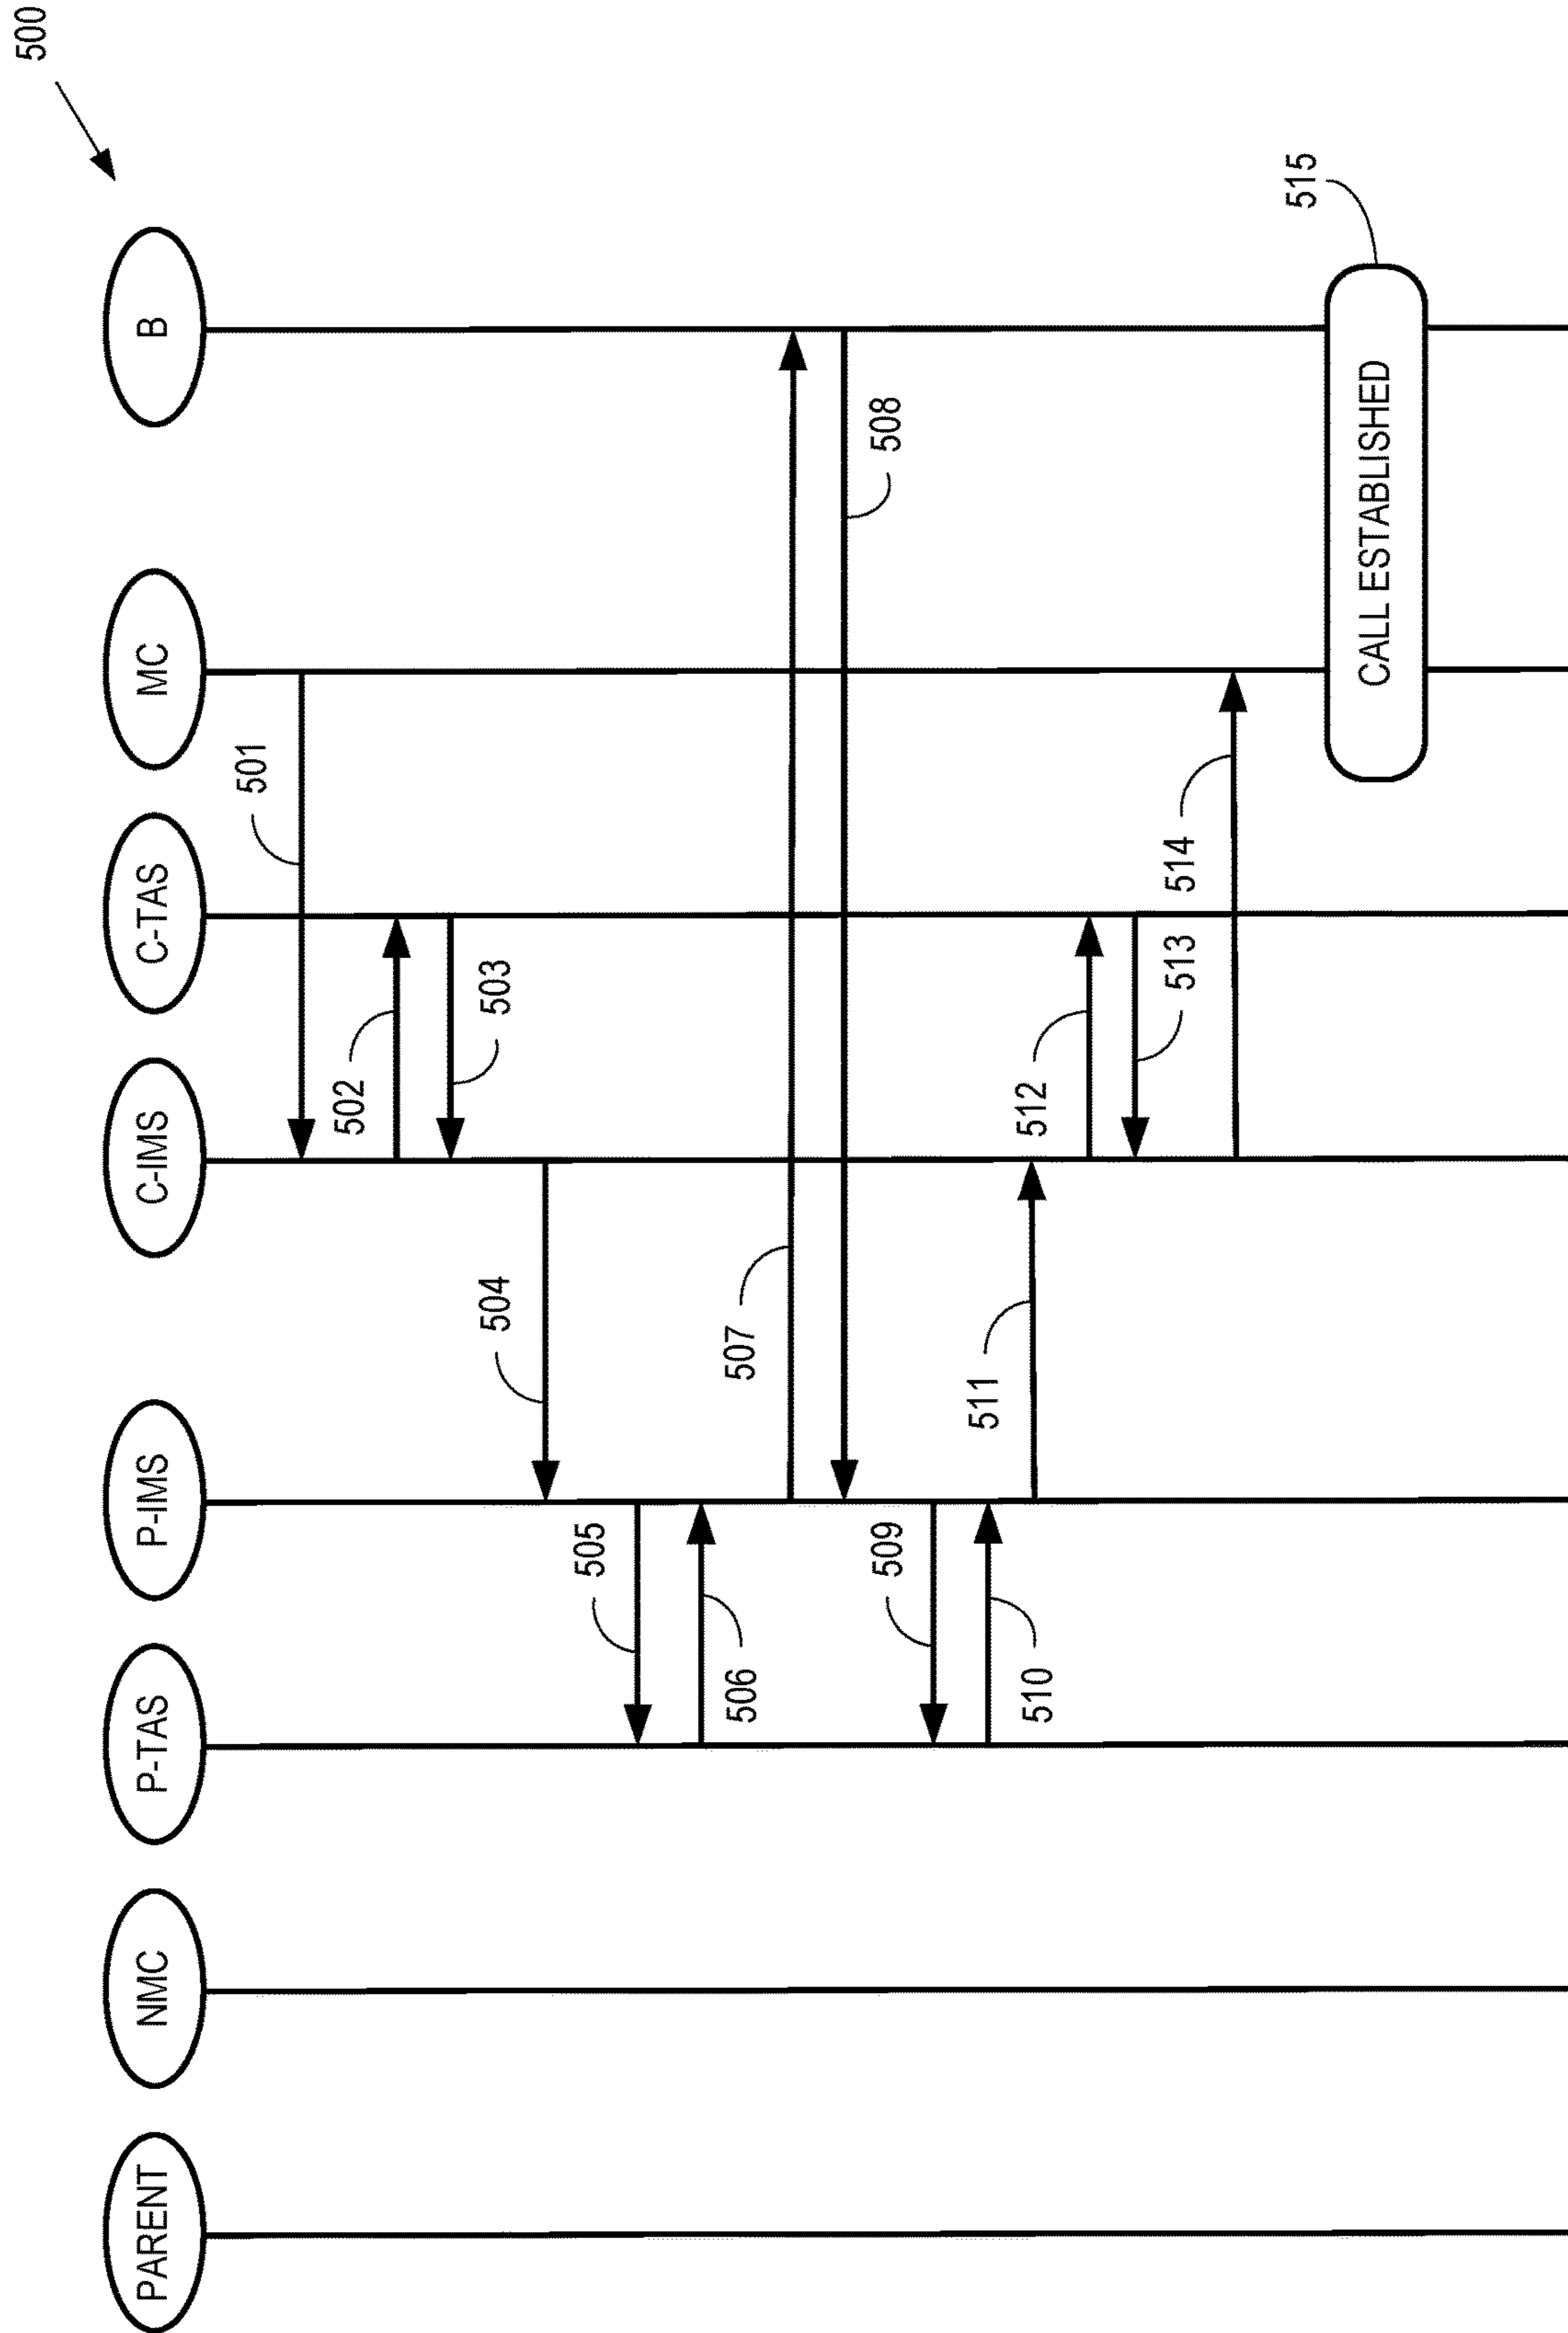 500
PARENT
NMC
P-TAS
P-IMS
C-IMS
C-TAS
MC
B
501
502
503
504
505
506
507
508
509
510
511
512
513
514
515
CALL ESTABLISHED